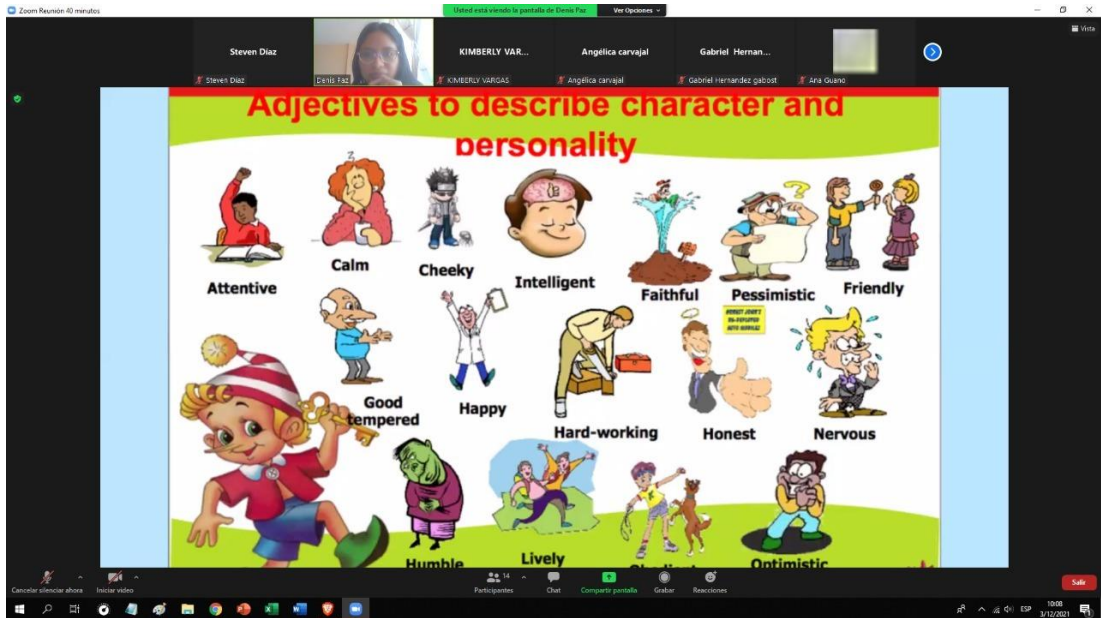 Zoom Reunión 40 minutos
Usted está viendo la pantalla de Denis Paz
Ver Opciones
Vista
Steven Diaz
KIMBERLY VAR...
Angélica carvajal
Gabriel Hernan...
Steven Diaz
Denis Paz
KIMBERLY VARGAS
Angélica carvajal
Gabriel Hernandez gabost
Ana Guano
Adjectives to describe character and
personality
Attentive
Calm
Cheeky
Intelligent
Faithful
Pessimistic
Friendly
Good
tempered
Happy
Hard-working
Honest
Nervous
Humble
Lively
Obedient
Optimistic
Cancelar silenciar ahora
Iniciar video
14
Participantes
Chat
Compartir pantalla
Grabar
Reacciones
Salir
ESP
10:08
3/12/2021